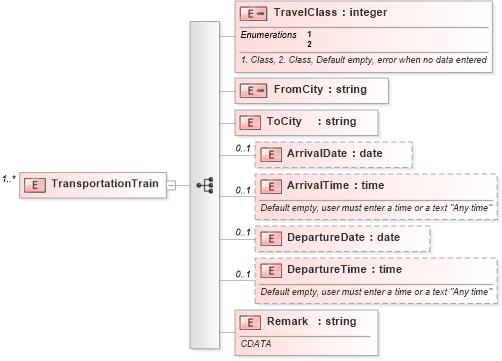 E TravelClass : integer
Enumerations 1
2
1. Class, 2. Class, Default empty, error when no data entered
E FromCity : string
E ToCity : string
0..1 E ArrivalDate : date
1..* E TransportationTrain
0..1 E ArrivalTime : time
Default empty, user must enter a time or a text "Any time"
0..1 E DepartureDate : date
0..1 E DepartureTime : time
Default empty, user must enter a time or a text "Any time"
E Remark : string
CDATA